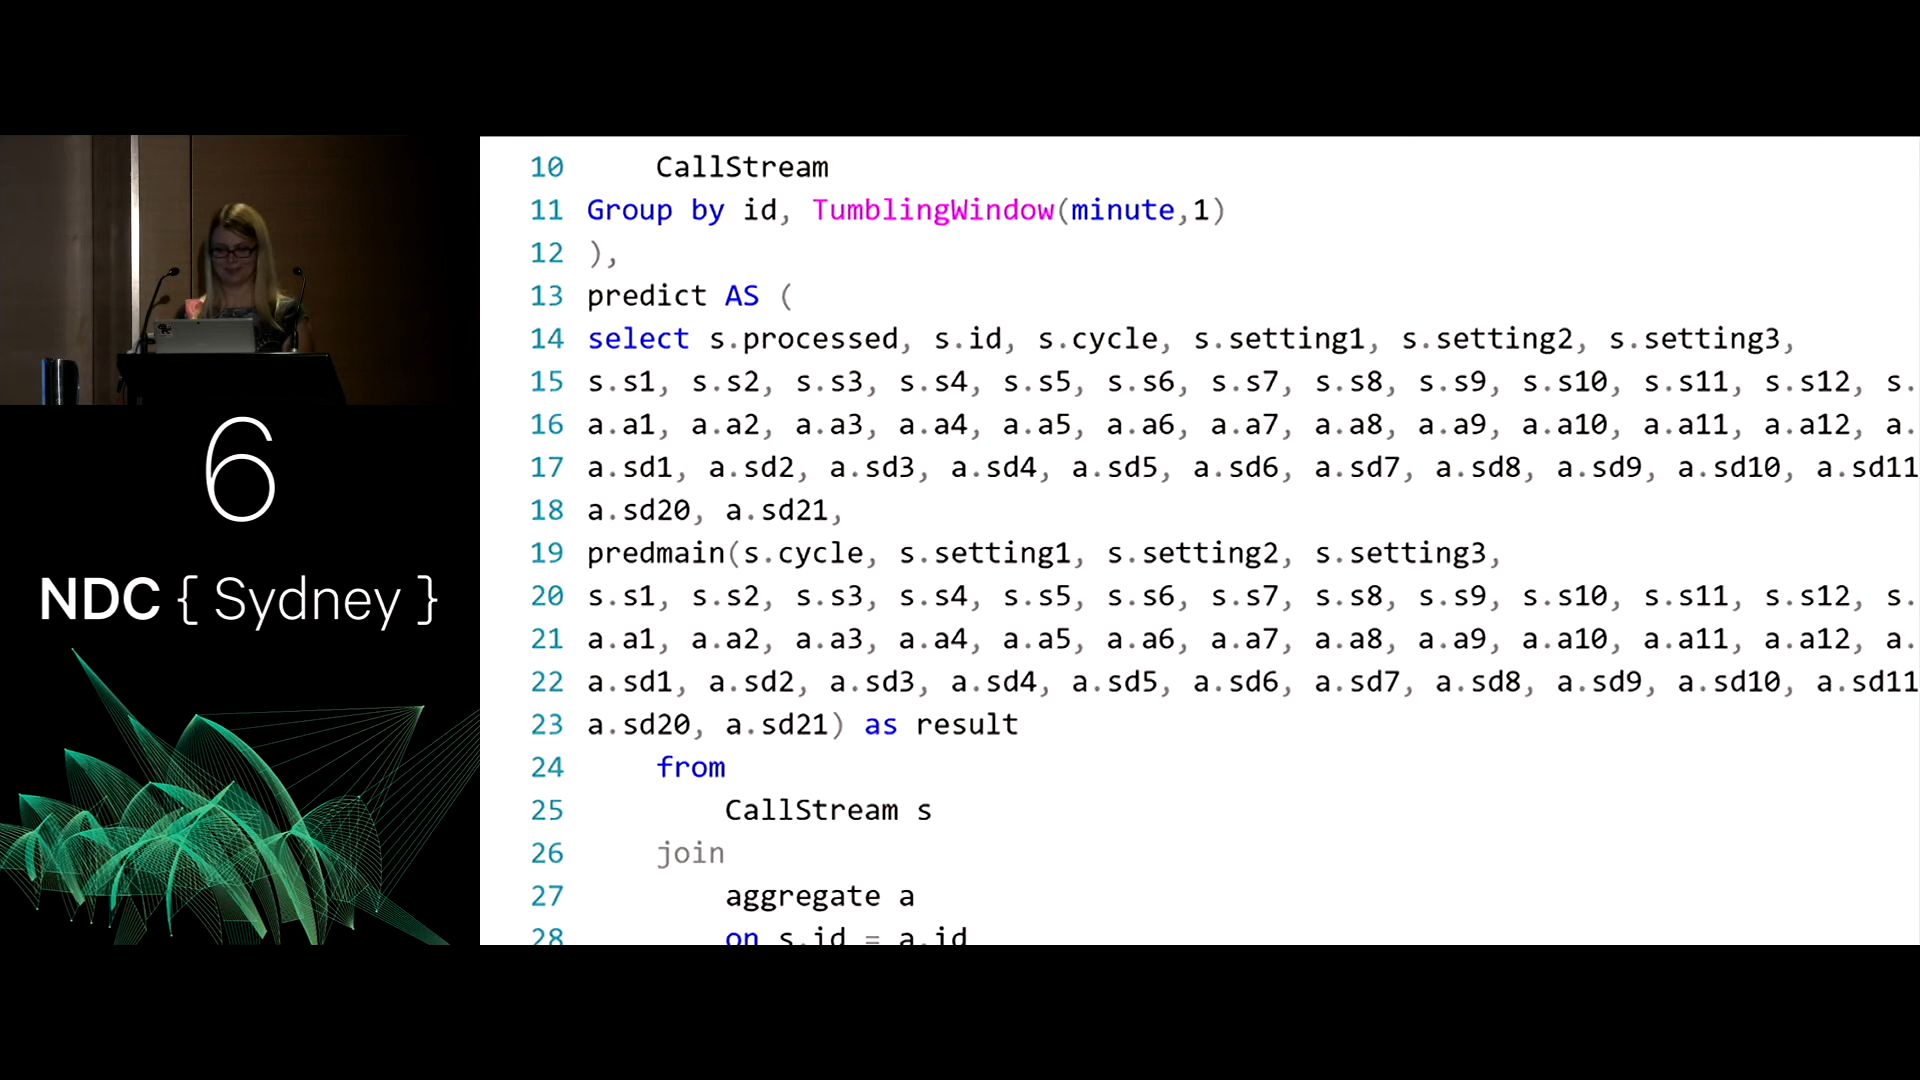 6
NDC { Sydney }
10 CallStream
11 Group by id, TumblingWindow(minute,1)
12 ),
13 predict AS (
14 select s.processed, s.id, s.cycle, s.setting1, s.setting2, s.setting3,
15 s.s1, s.s2, s.s3, s.s4, s.s5, s.s6, s.s7, s.s8, s.s9, s.s10, s.s11, s.s12, s.
16 a.a1, a.a2, a.a3, a.a4, a.a5, a.a6, a.a7, a.a8, a.a9, a.a10, a.a11, a.a12, a.
17 a.sd1, a.sd2, a.sd3, a.sd4, a.sd5, a.sd6, a.sd7, a.sd8, a.sd9, a.sd10, a.sd11
18 a.sd20, a.sd21,
19 predmain(s.cycle, s.setting1, s.setting2, s.setting3,
20 s.s1, s.s2, s.s3, s.s4, s.s5, s.s6, s.s7, s.s8, s.s9, s.s10, s.s11, s.s12, s.
21 a.a1, a.a2, a.a3, a.a4, a.a5, a.a6, a.a7, a.a8, a.a9, a.a10, a.a11, a.a12, a.
22 a.sd1, a.sd2, a.sd3, a.sd4, a.sd5, a.sd6, a.sd7, a.sd8, a.sd9, a.sd10, a.sd11
23 a.sd20, a.sd21) as result
24 from
25 CallStream s
26 join
27 aggregate a
28 on s.id = a.id